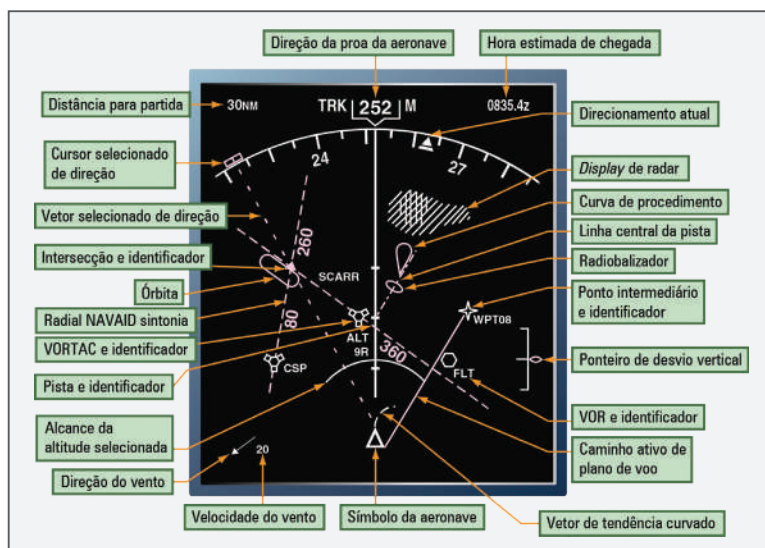 Direção da proa da aeronave
Hora estimada de chegada
Distância para partida
30NM
TRK 252 M
0835.4z
Direcionamento atual
Cursor selecionado
de direção
24
27
Display de radar
Vetor selecionado de direção
Curva de procedimento
Linha central da pista
260
Intersecção e identificador
SCARR
Radiobalizador
Órbita
Ponto intermediário
e identificador
Radial NAVAID sintonia
80
WPT08
VORTAC e identificador
ALT
9R
360
Ponteiro de desvio vertical
CSP
FLT
Pista e identificador
VOR e identificador
Alcance da
altitude selecionada
Caminho ativo de
plano de voo
Direção do vento
20
Velocidade do vento
Símbolo da aeronave
Vetor de tendência curvado